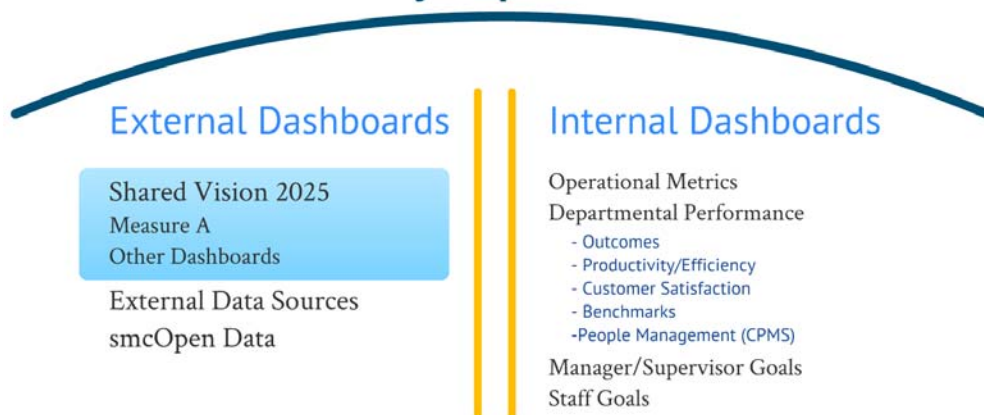 External Dashboards
Shared Vision 2025
Measure A
Other Dashboards
External Data Sources
smcOpen Data
Internal Dashboards
Operational Metrics
Departmental Performance
- Outcomes
- Productivity/Efficiency
- Customer Satisfaction
- Benchmarks
-People Management (CPMS)
Manager/Supervisor Goals
Staff Goals